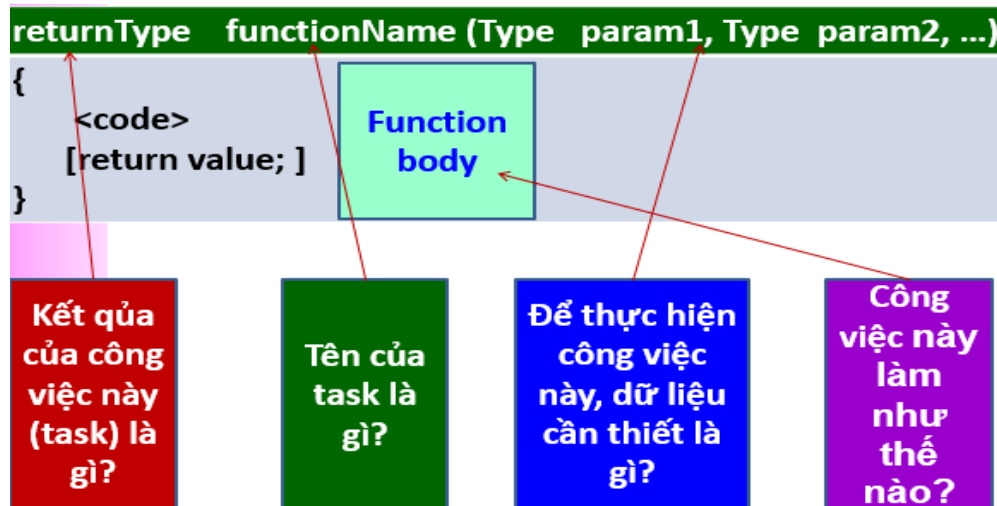 returnType functionName (Type param1, Type param2, ...)
{
<code>
[return value; ]
}
Function
body
Kết qủa
của công
việc này
(task) là
gì?
Tên của
task là
gì?
Để thực hiện
công việc
này, dữ liệu
cần thiết là
gì?
Công
việc này
làm
như
thế
nào?